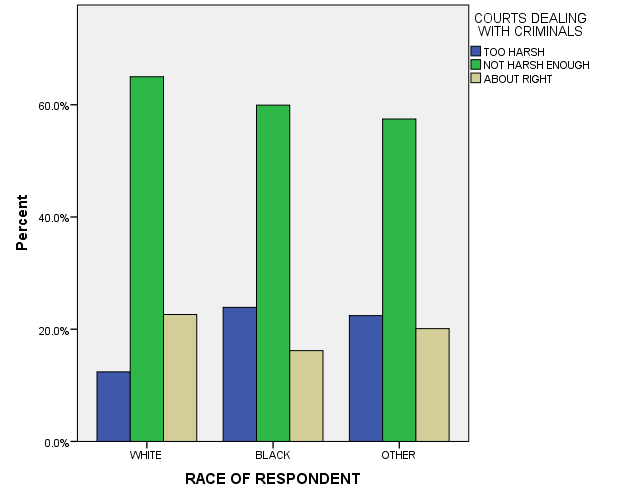 COURTS DEALING
WITH CRIMINALS
TOO HARSH
NOT HARSH ENOUGH
ABOUT RIGHT
60.0%
40.0%
20.0%
0.0%
Percent
WHITE
BLACK
OTHER
RACE OF RESPONDENT